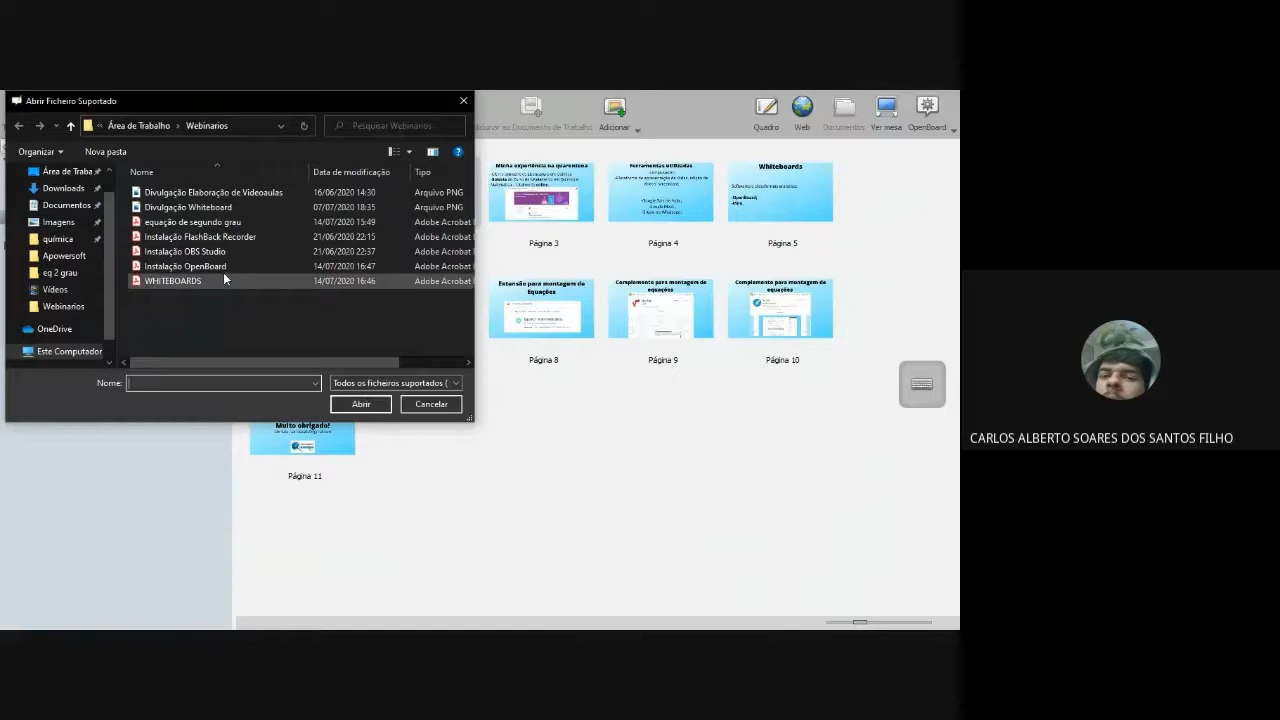 Abrir Ficheiro Suportado
« Área de Trabalho › Webinarios
Pesquisar Webinarios
Organizar
Nova pasta
Nome
Data de modificação
Tipo
Área de Traba
Downloads
Documentos
Imagens
química
Apowersoft
eq 2 grau
Vídeos
Webinarios
OneDrive
Este Computador
Divulgação Elaboração de Videoaulas 16/06/2020 14:30 Arquivo PNG
Divulgação Whiteboard 07/07/2020 18:35 Arquivo PNG
equação de segundo grau 14/07/2020 15:49 Adobe Acrobat
Instalação FlashBack Recorder 21/06/2020 22:15 Adobe Acrobat
Instalação OBS Studio 21/06/2020 22:37 Adobe Acrobat
Instalação OpenBoard 14/07/2020 16:47 Adobe Acrobat
WHITEBOARDS 14/07/2020 16:46 Adobe Acrobat
Nome:
Todos os ficheiros suportados (
Abrir
Cancelar
icionar ao Documento de Trabalho
Adicionar
Quadro
Web
Documentos
Ver mesa
OpenBoard
Minha experiência na quarentena
Página 3
Ferramentas utilizadas
Página 4
Whiteboards
Página 5
Extensão para montagem de
Equações
Página 8
Complemento para montagem de
equações
Página 9
Complemento para montagem de
equações
Página 10
Muito obrigado!
Página 11
CARLOS ALBERTO SOARES DOS SANTOS FILHO